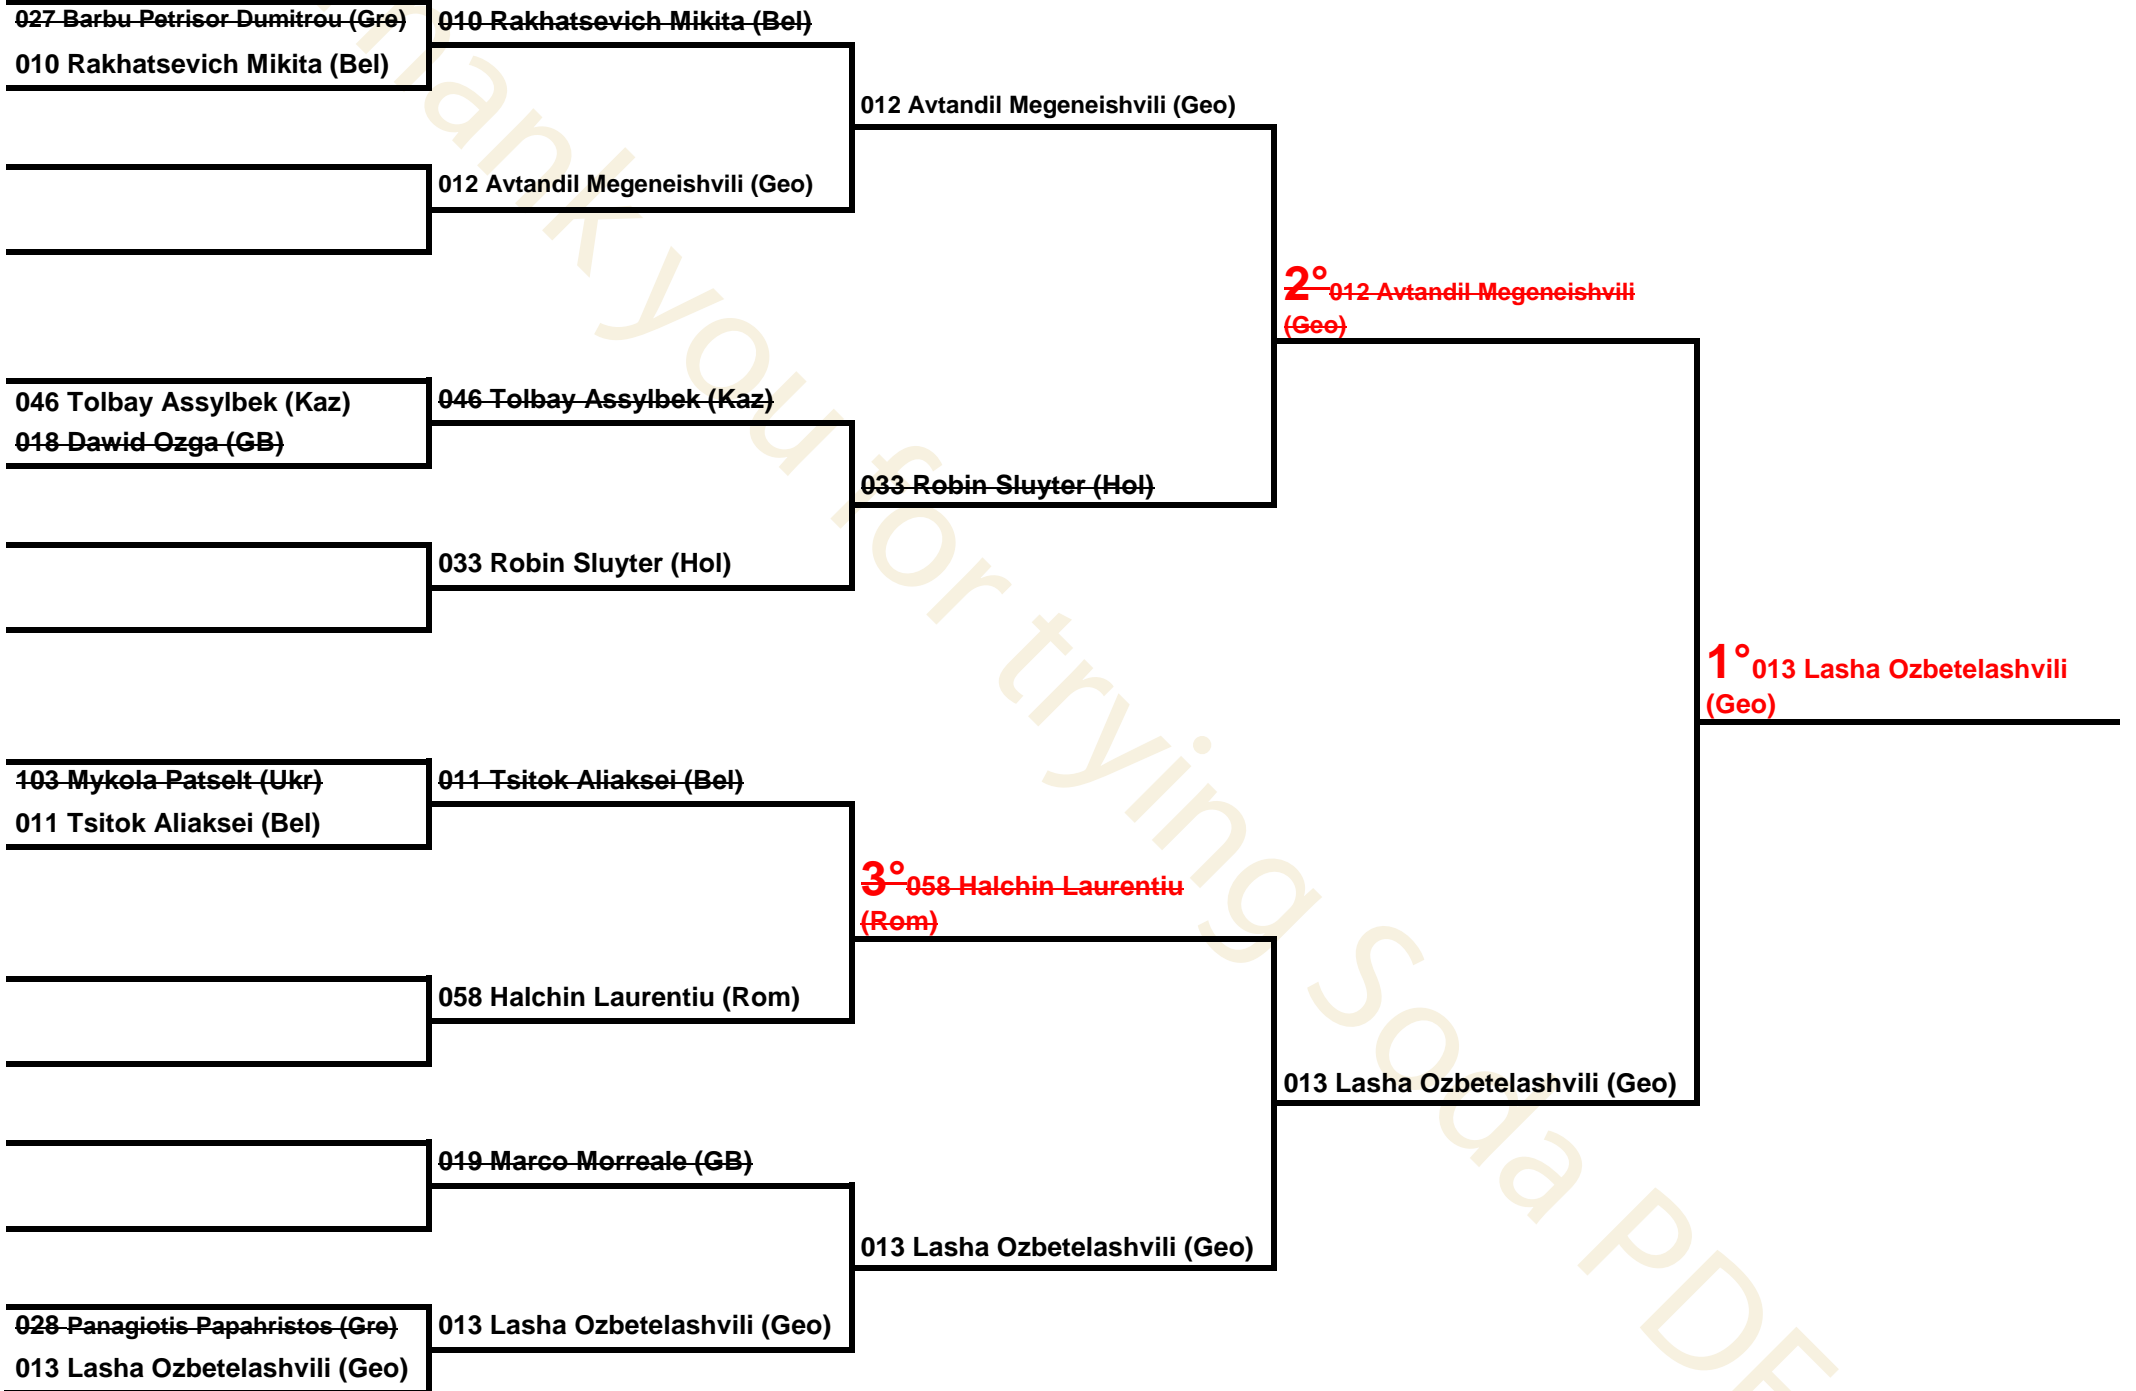 027 Barbu Petrisor Dumitrou (Gre)
010 Rakhatsevich Mikita (Bel)
010 Rakhatsevich Mikita (Bel)
012 Avtandil Megeneishvili (Geo)
012 Avtandil Megeneishvili (Geo)
2° 012 Avtandil Megeneishvili
(Geo)
046 Tolbay Assylbek (Kaz)
018 Dawid Ozga (GB)
046 Tolbay Assylbek (Kaz)
033 Robin Sluyter (Hol)
033 Robin Sluyter (Hol)
1° 013 Lasha Ozbetelashvili
(Geo)
103 Mykola Patselt (Ukr)
011 Tsitok Aliaksei (Bel)
011 Tsitok Aliaksei (Bel)
3° 058 Halchin Laurentiu
(Rom)
058 Halchin Laurentiu (Rom)
013 Lasha Ozbetelashvili (Geo)
019 Marco Morreale (GB)
013 Lasha Ozbetelashvili (Geo)
028 Panagiotis Papahristos (Gre)
013 Lasha Ozbetelashvili (Geo)
013 Lasha Ozbetelashvili (Geo)
hank you for trying Soda PDF